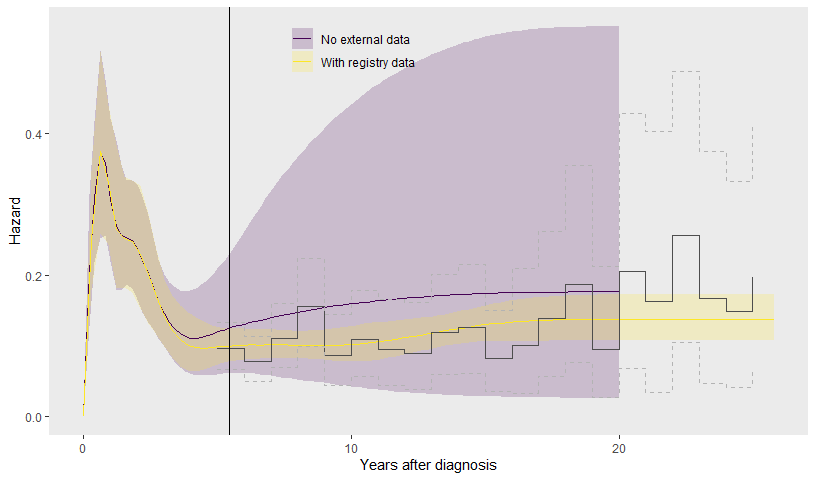 No external data
With registry data
0.4
0.2
0.0
Hazard
0
10
20
Years after diagnosis